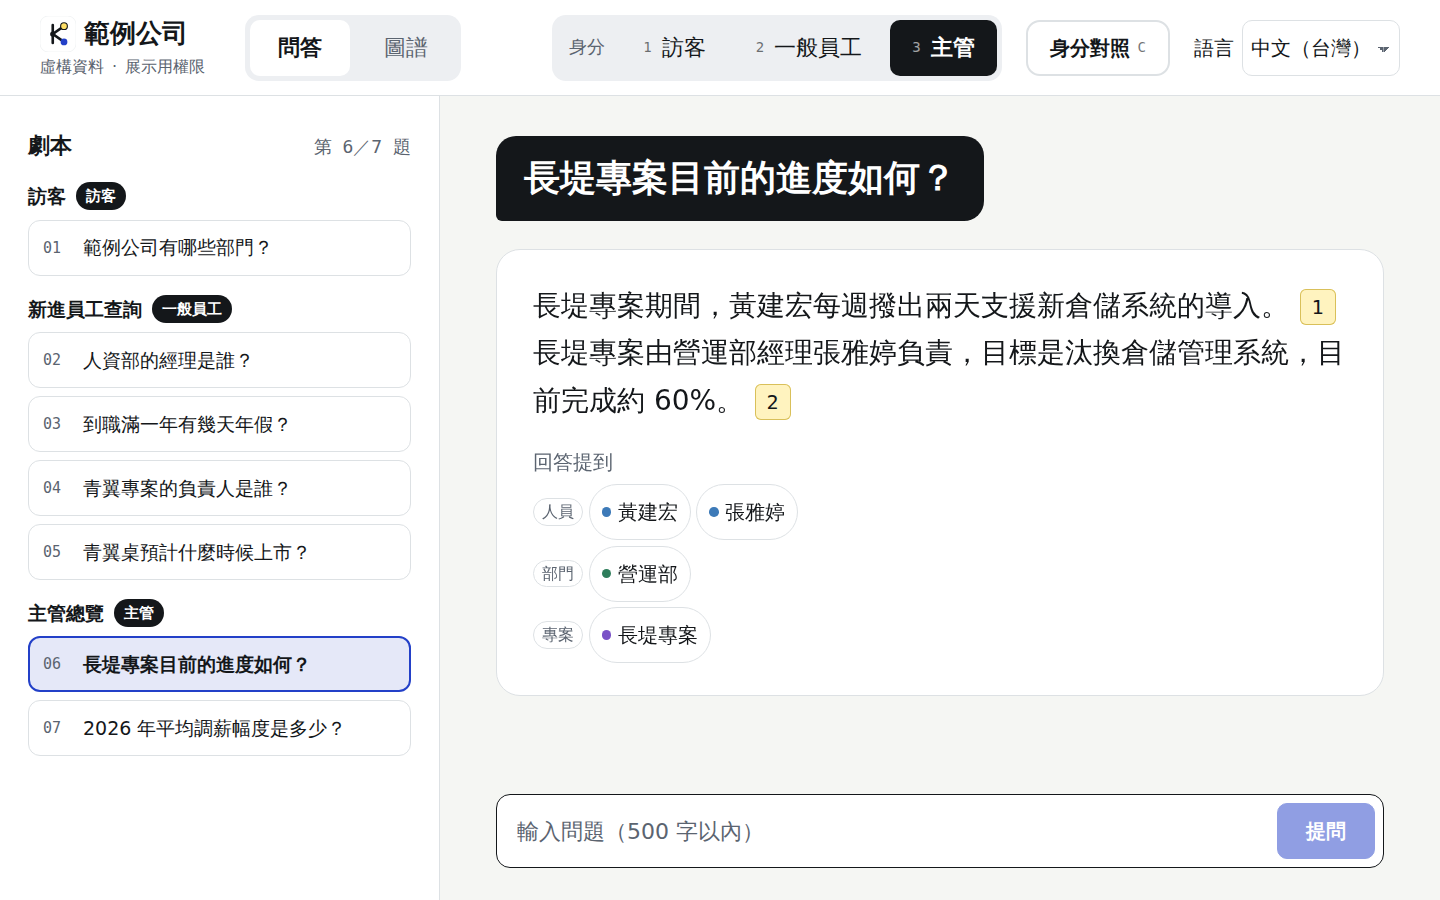 範例公司
虛構資料 · 展示用權限
問答
圖譜
身分
1 訪客
2 一般員工
3 主管
身分對照 C
語言
中文（台灣）
劇本
第 6／7 題
訪客 訪客
01 範例公司有哪些部門？
新進員工查詢 一般員工
02 人資部的經理是誰？
03 到職滿一年有幾天年假？
04 青翼專案的負責人是誰？
05 青翼桌預計什麼時候上市？
主管總覽 主管
06 長堤專案目前的進度如何？
07 2026 年平均調薪幅度是多少？
長堤專案目前的進度如何？
長堤專案期間，黃建宏每週撥出兩天支援新倉儲系統的導入。 1
長堤專案由營運部經理張雅婷負責，目標是汰換倉儲管理系統，目
前完成約 60%。 2
回答提到
人員 黃建宏 張雅婷
部門 營運部
專案 長堤專案
輸入問題（500 字以內）
提問